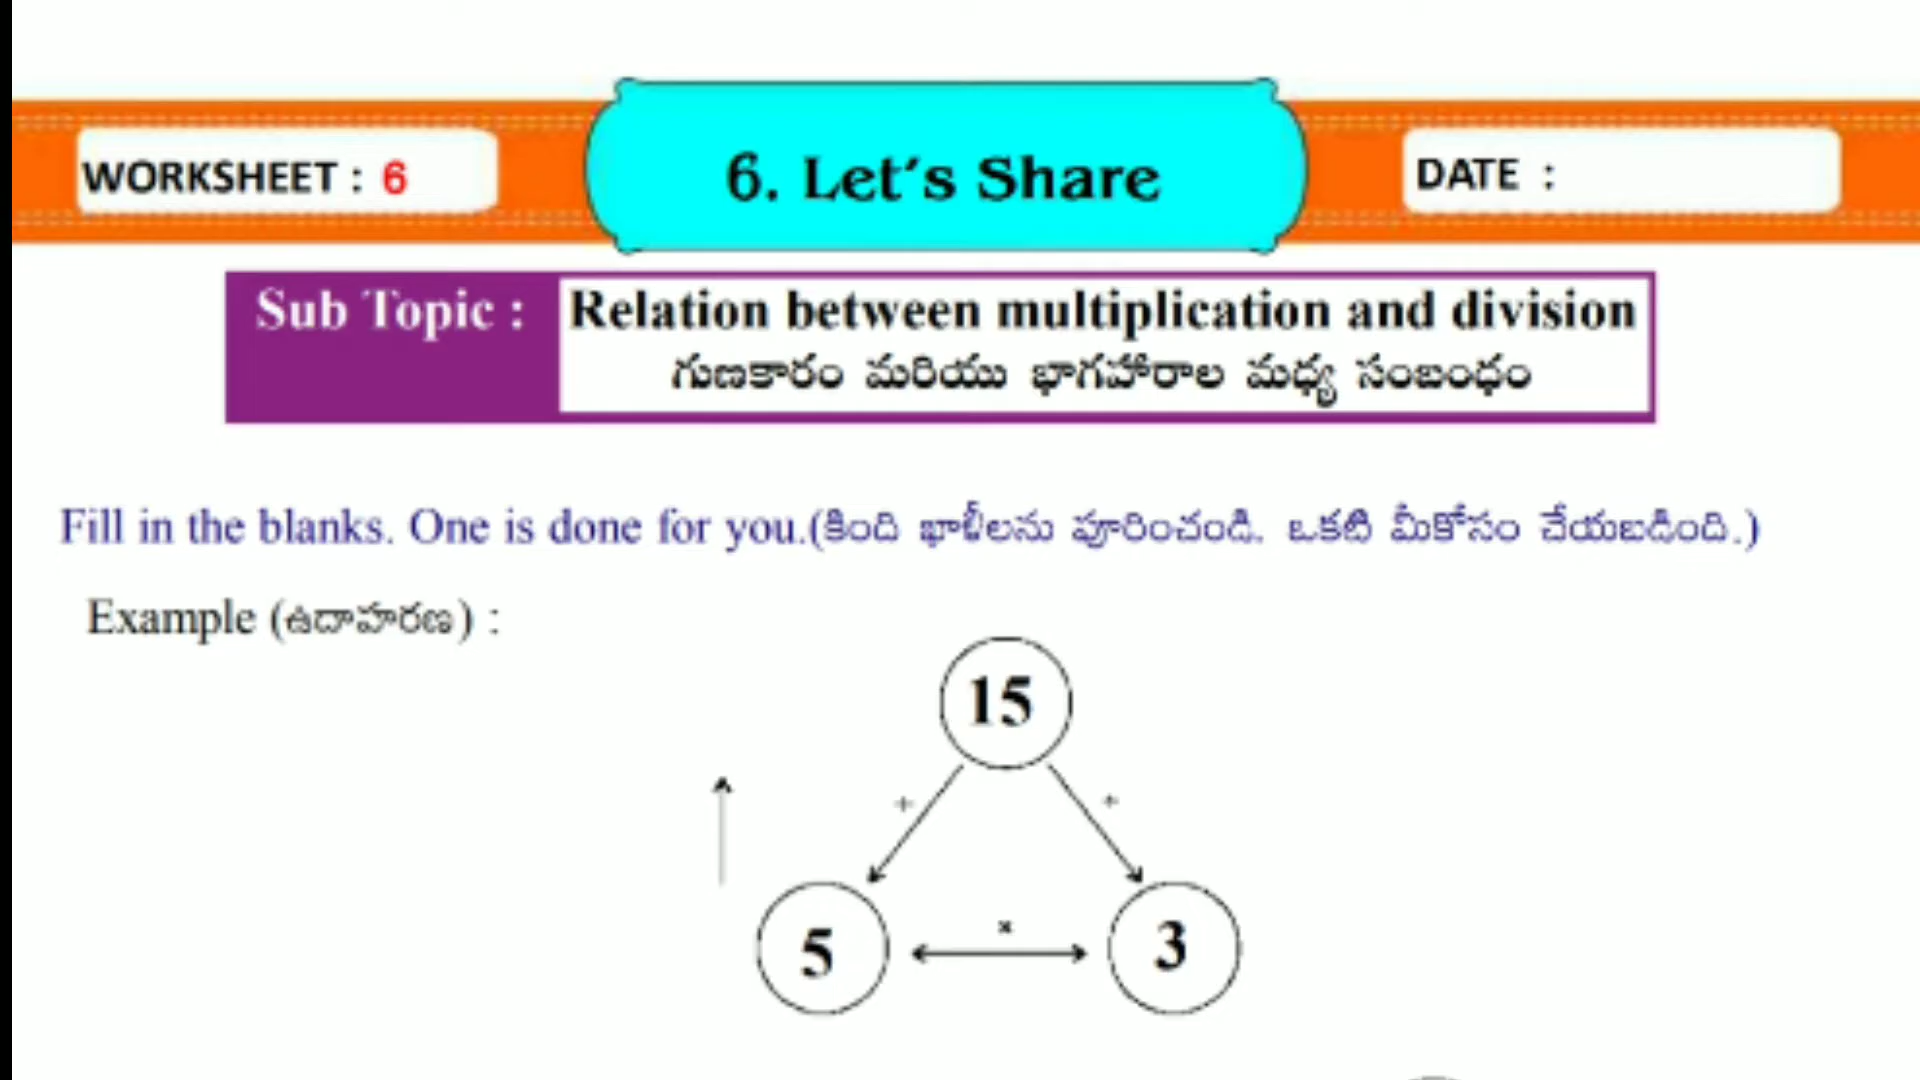 WORKSHEET : 6
6. Let's Share
DATE :
Sub Topic :
Relation between multiplication and division
గుణకారం మరియు భాగహారాల మధ్య సంబంధం
Fill in the blanks. One is done for you.(కింది ఖాళీలను పూరించండి. ఒకటి మీకోసం చేయబడింది.)
Example (ఉదాహరణ) :
15
÷ ÷
5 × 3